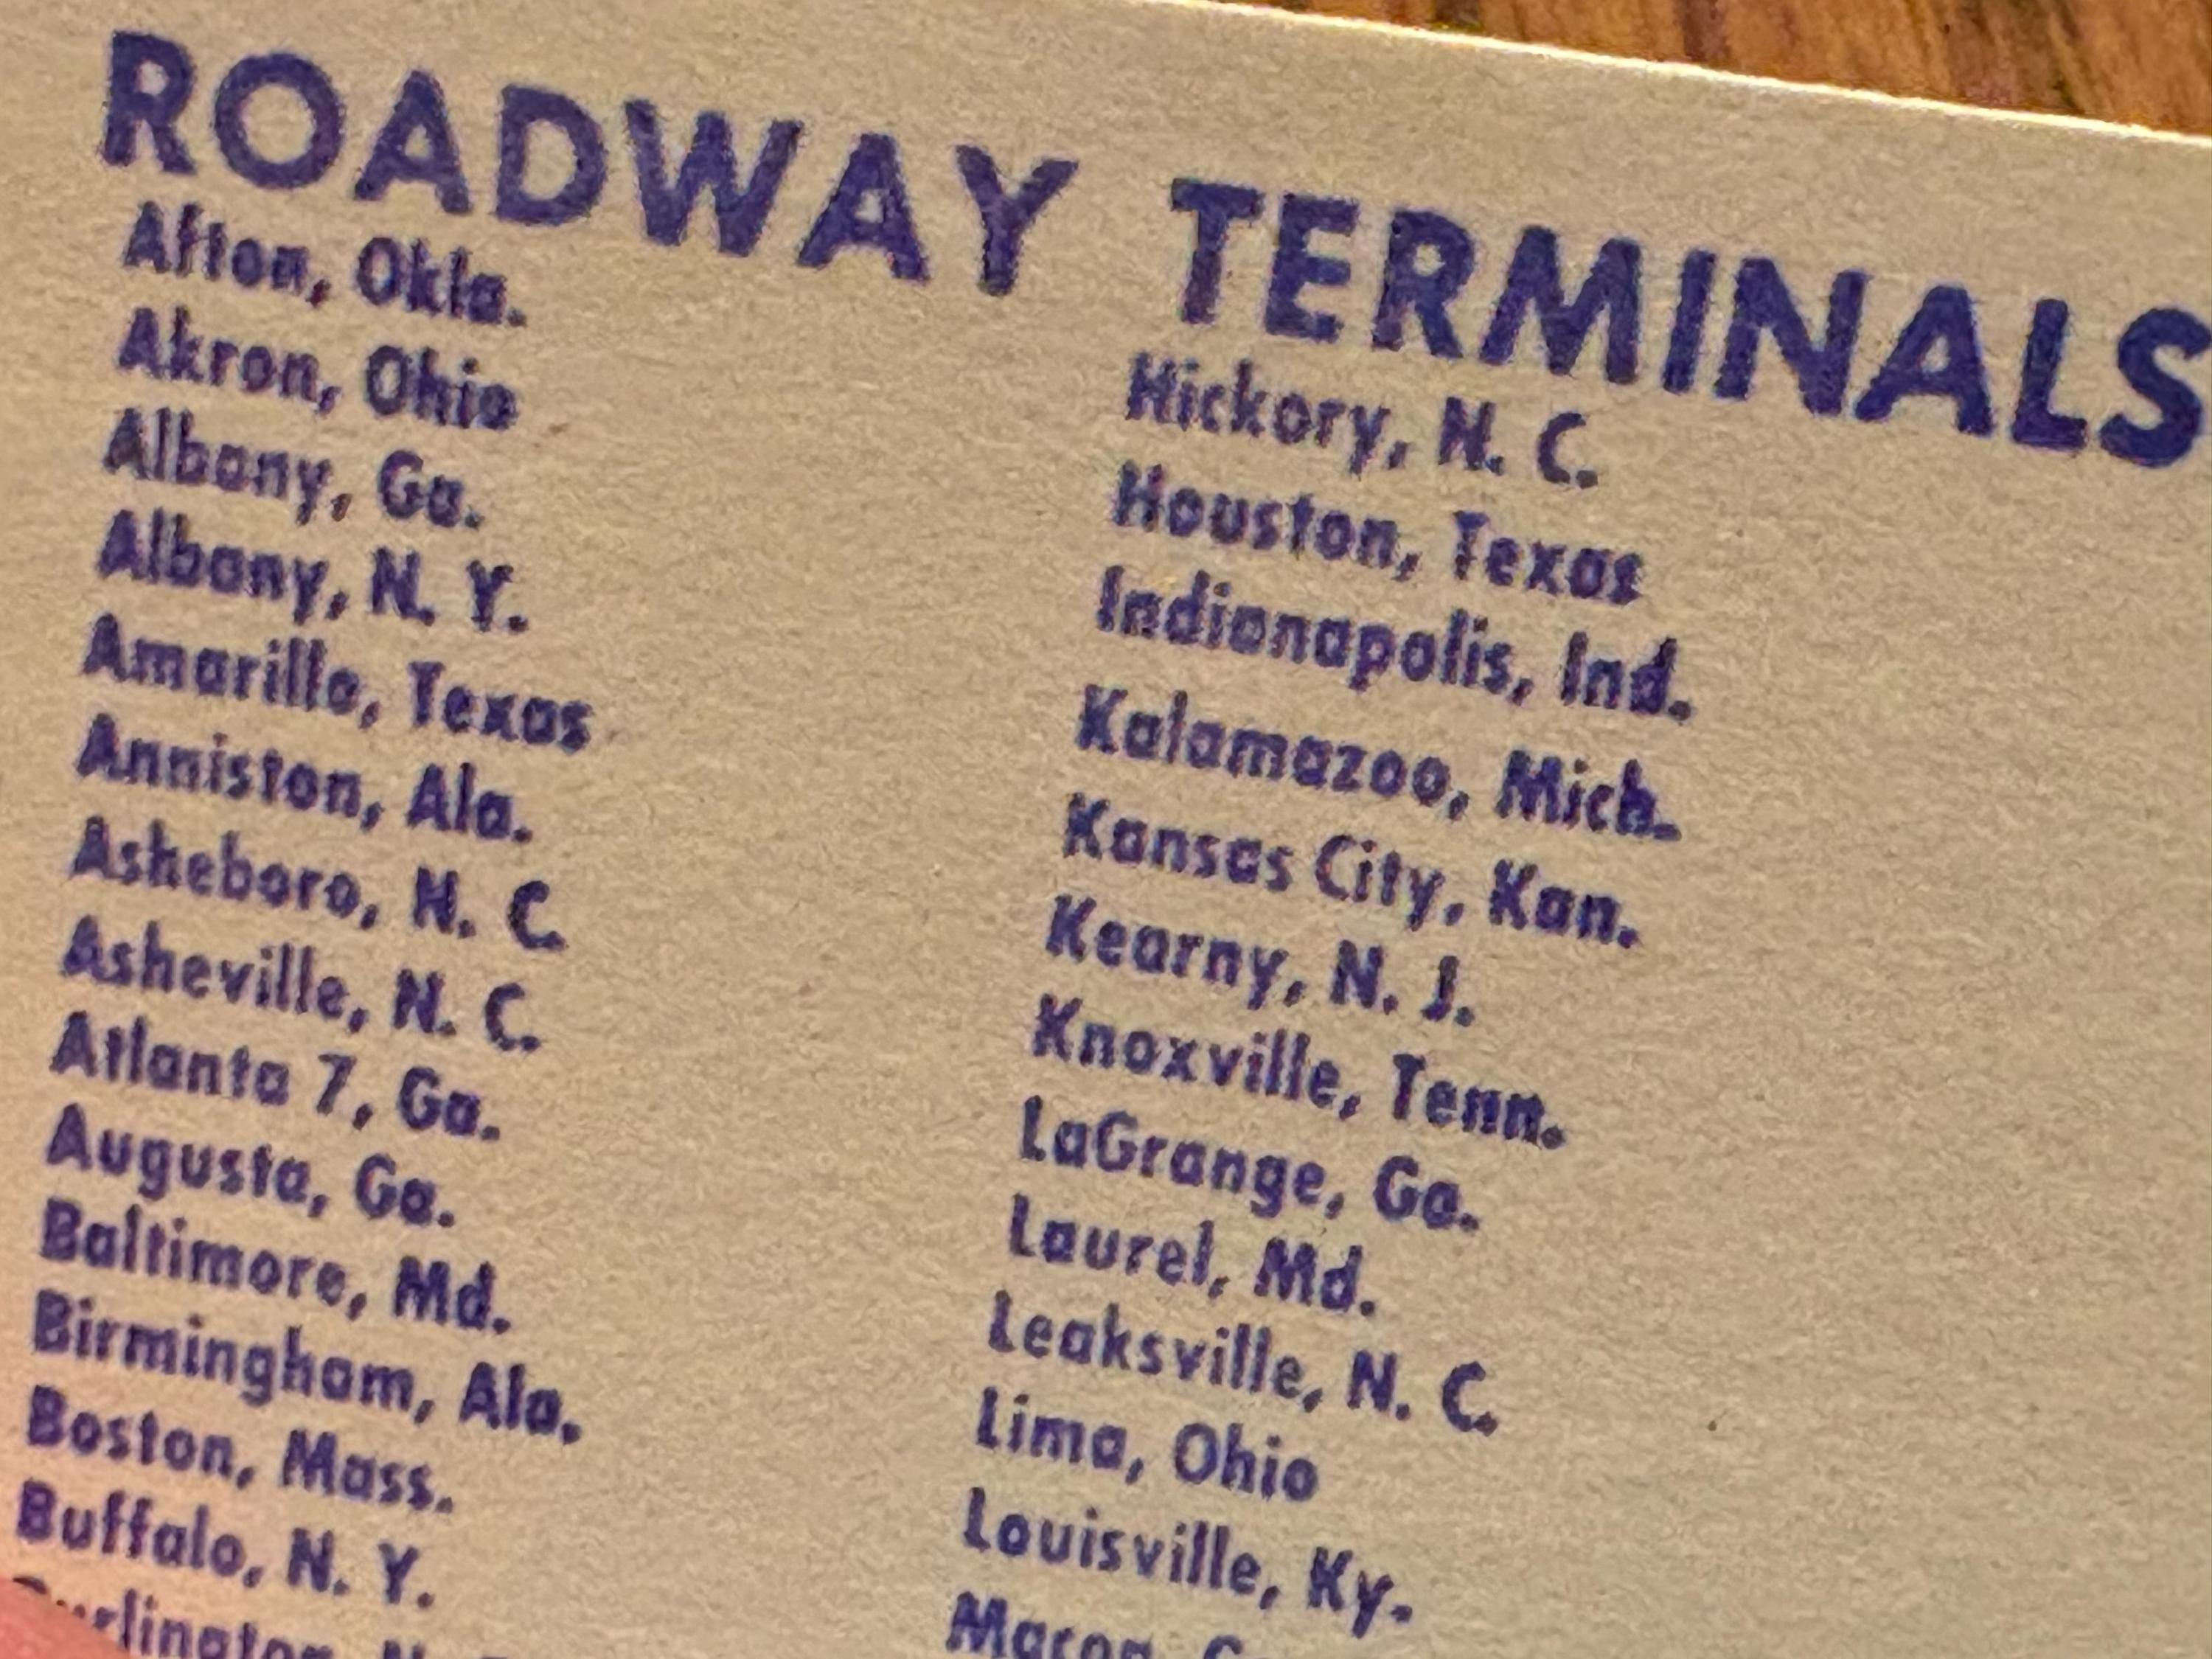 ROADWAY TERMINALS
Afton, Okla.
Akron, Ohio
Albany, Ga.
Albany, N. Y.
Amarillo, Texas
Anniston, Ala.
Asheboro, N. C.
Asheville, N. C.
Atlanta 7, Ga.
Augusta, Ga.
Baltimore, Md.
Birmingham, Ala.
Boston, Mass.
Buffalo, N. Y.
Hickory, N. C.
Houston, Texas
Indianapolis, Ind.
Kalamazoo, Mich.
Kansas City, Kan.
Kearny, N. J.
Knoxville, Tenn.
LaGrange, Ga.
Laurel, Md.
Leaksville, N. C.
Lima, Ohio
Louisville, Ky.
Macon,